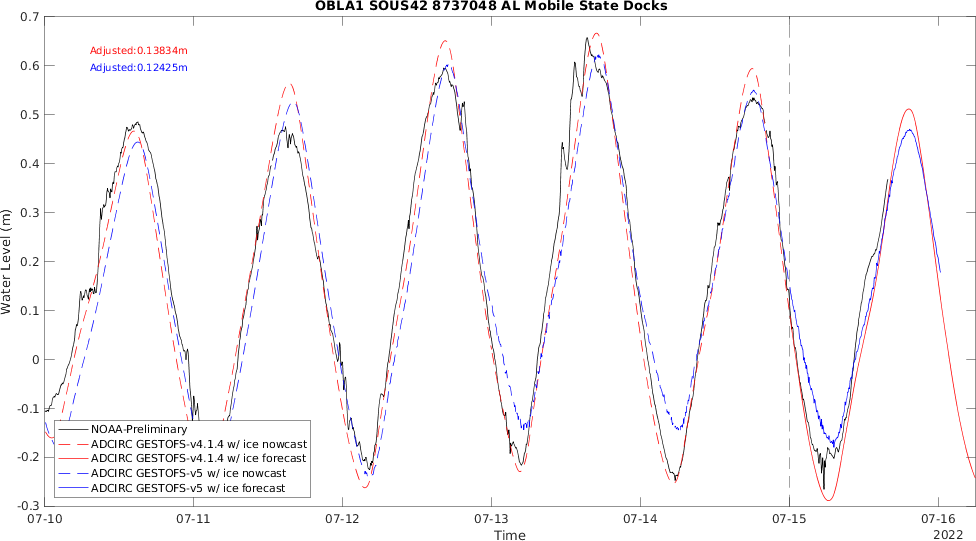 OBLA1 SOUS42 8737048 AL Mobile State Docks
0.7
0.6
0.5
0.4
0.3
0.2
0.1
0
-0.1
-0.2
-0.3
Water Level (m)
Adjusted:0.13834m
Adjusted:0.12425m
NOAA-Preliminary
ADCIRC GESTOFS-v4.1.4 w/ ice nowcast
ADCIRC GESTOFS-v4.1.4 w/ ice forecast
ADCIRC GESTOFS-v5 w/ ice nowcast
ADCIRC GESTOFS-v5 w/ ice forecast
07-10 07-11 07-12 07-13 07-14 07-15 07-16
Time
2022